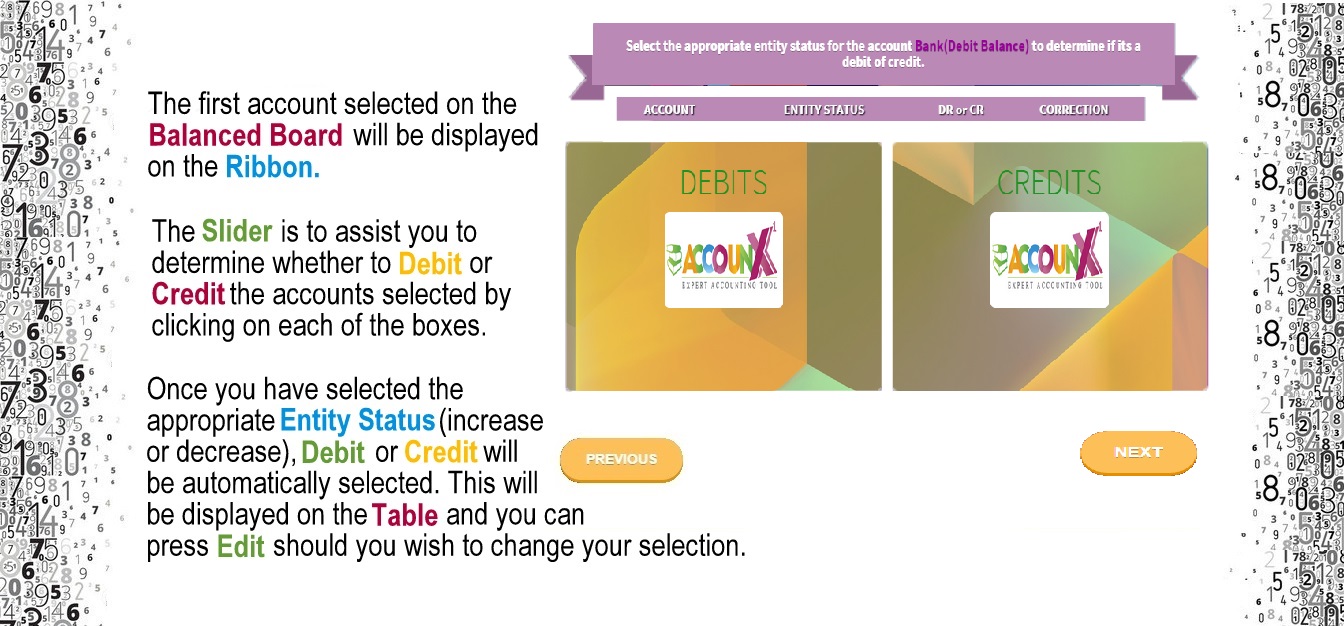 The first account selected on the
Balanced Board will be displayed
on the Ribbon.
The Slider is to assist you to
determine whether to Debit or
Credit the accounts selected by
clicking on each of the boxes.
Once you have selected the
appropriate Entity Status (increase
or decrease), Debit or Credit will
be automatically selected. This will
be displayed on the Table and you can
press Edit should you wish to change your selection.
Select the appropriate entity status for the account Bank(Debit Balance) to determine if its a
debit of credit.
ACCOUNT ENTITY STATUS DR or CR CORRECTION
DEBITS
ACCOUNX
EXPERT ACCOUNTING TOOL
CREDITS
ACCOUNX
EXPERT ACCOUNTING TOOL
PREVIOUS
NEXT